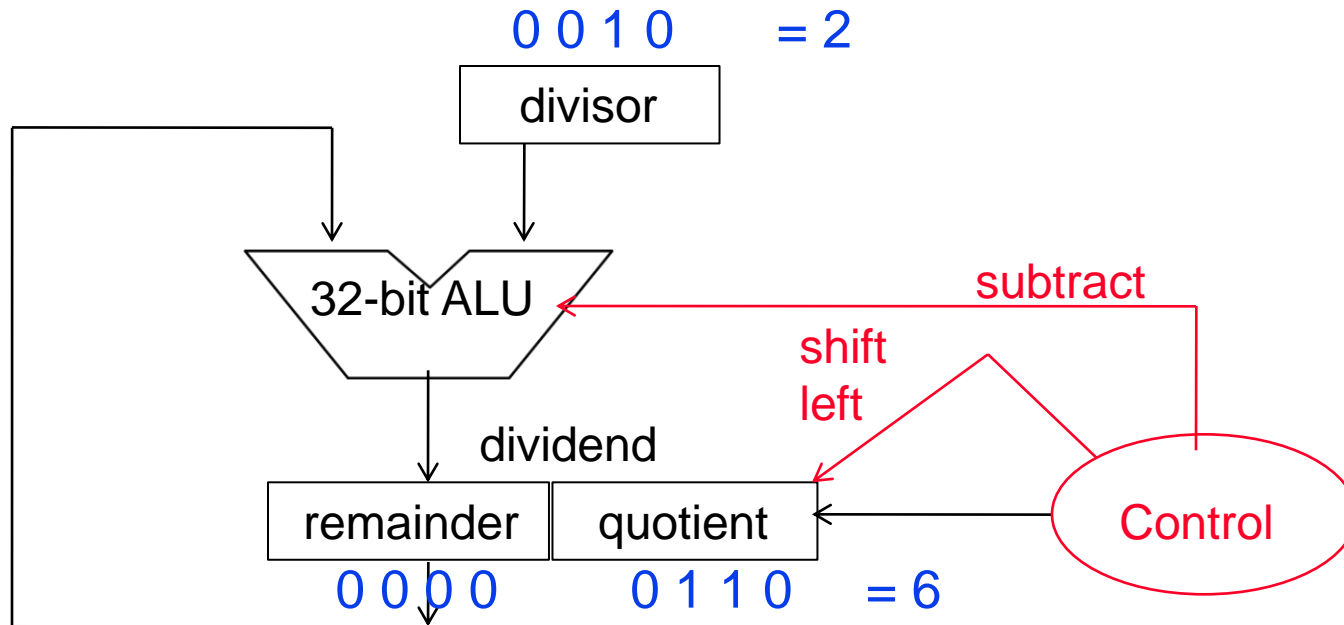 0 0 1 0 = 2
divisor
32-bit ALU
subtract
shift
left
dividend
remainder quotient
Control
0 0 0 0 0 1 1 0 = 6